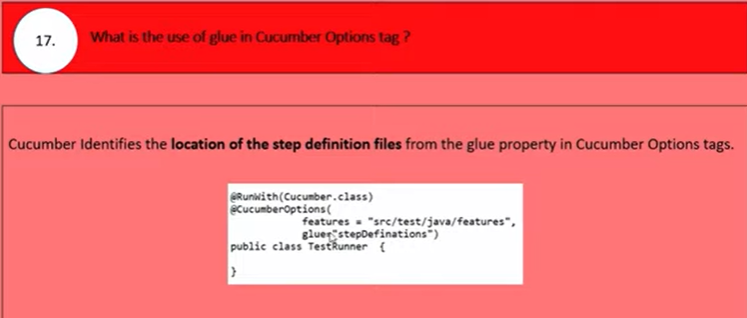 17.
What is the use of glue in Cucumber Options tag ?
Cucumber Identifies the location of the step definition files from the glue property in Cucumber Options tags.
@RunWith(Cucumber.class)
@CucumberOptions(
features = "src/test/java/features",
glue="stepDefinations")
public class TestRunner {
}